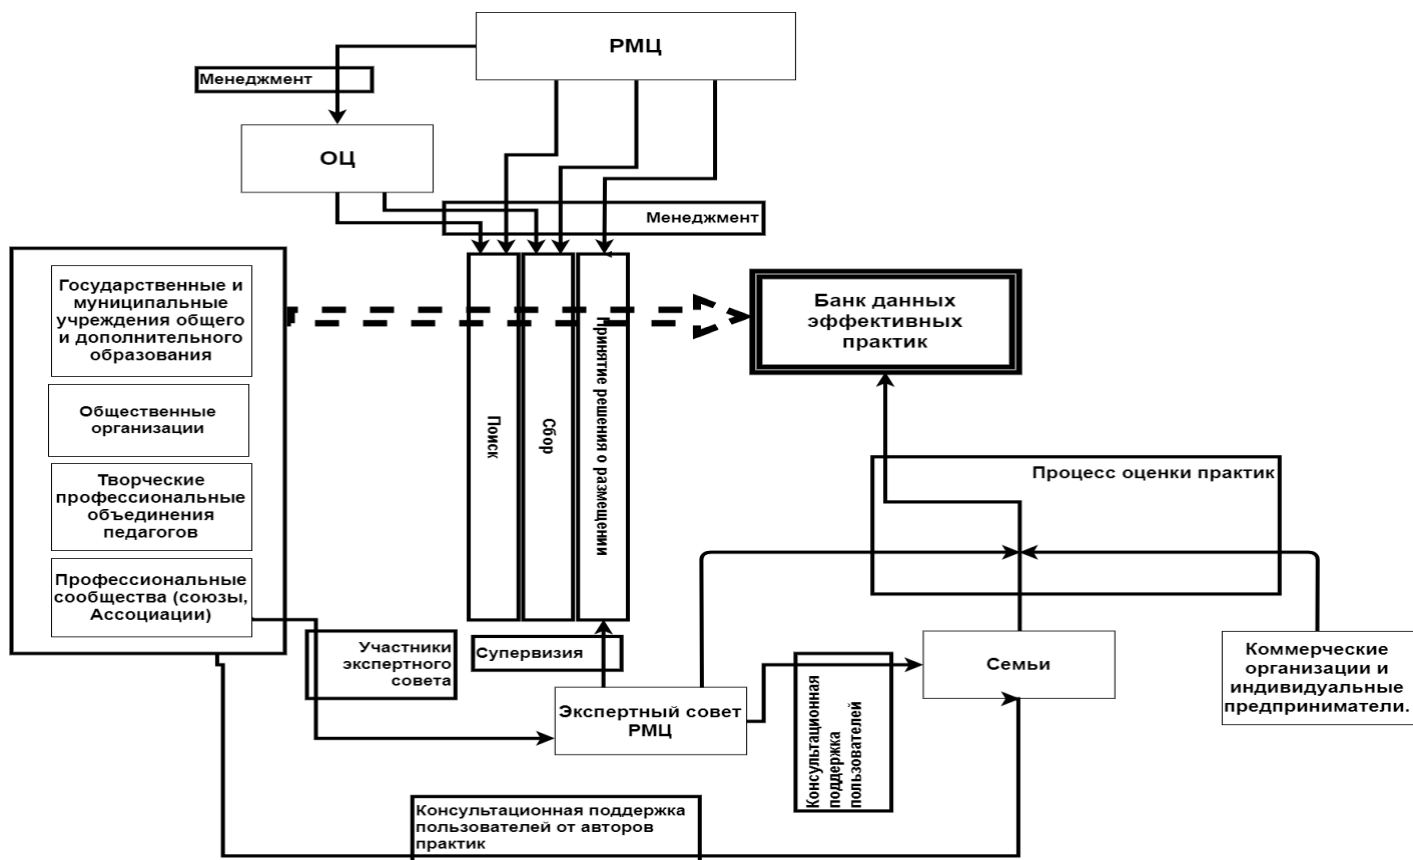 РМЦ
Менеджмент
ОЦ
Менеджмент
Государственные и
муниципальные
учреждения общего
и дополнительного
образования
Общественные
организации
Творческие
профессиональные
объединения
педагогов
Профессиональные
сообщества (союзы,
Ассоциации)
Поиск
Сбор
Принятие решения о размещении
Банк данных
эффективных
практик
Процесс оценки практик
Участники
экспертного
совета
Супервизия
Экспертный совет
РМЦ
Консультационная
поддержка
пользователей
Семьи
Коммерческие
организации и
индивидуальные
предприниматели.
Консультационная поддержка
пользователей от авторов
практик